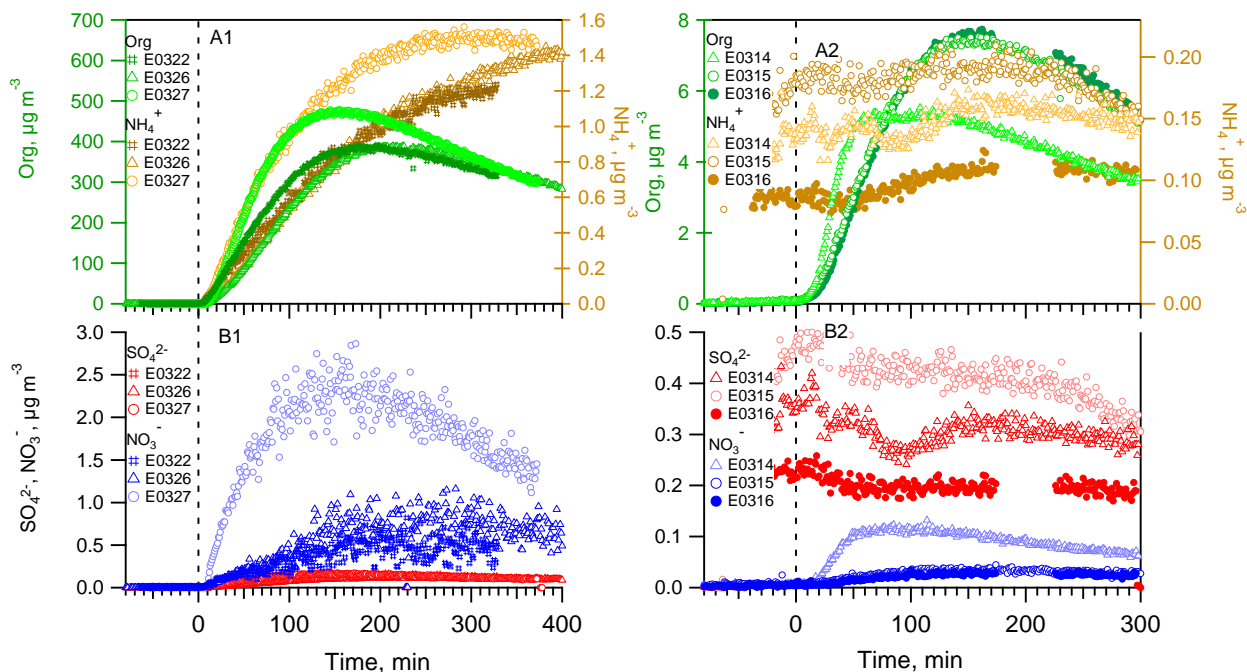 A1
Org
E0322
E0326
E0327
NH4+
E0322
E0326
E0327
Org, µg m-3
700
600
500
400
300
200
100
0
NH4+, µg m-3
1.6
1.4
1.2
1.0
0.8
0.6
0.4
0.2
0.0
A2
Org
E0314
E0315
E0316
NH4+
E0314
E0315
E0316
Org, µg m-3
8
6
4
2
0
NH4+, µg m-3
0.20
0.15
0.10
0.05
0.00
B1
SO42-
E0322
E0326
E0327
NO3-
E0322
E0326
E0327
SO42-, NO3-, µg m-3
3.0
2.5
2.0
1.5
1.0
0.5
0.0
0 100 200 300 400
Time, min
B2
SO42-
E0314
E0315
E0316
NO3-
E0314
E0315
E0316
0.5
0.4
0.3
0.2
0.1
0.0
0 100 200 300
Time, min